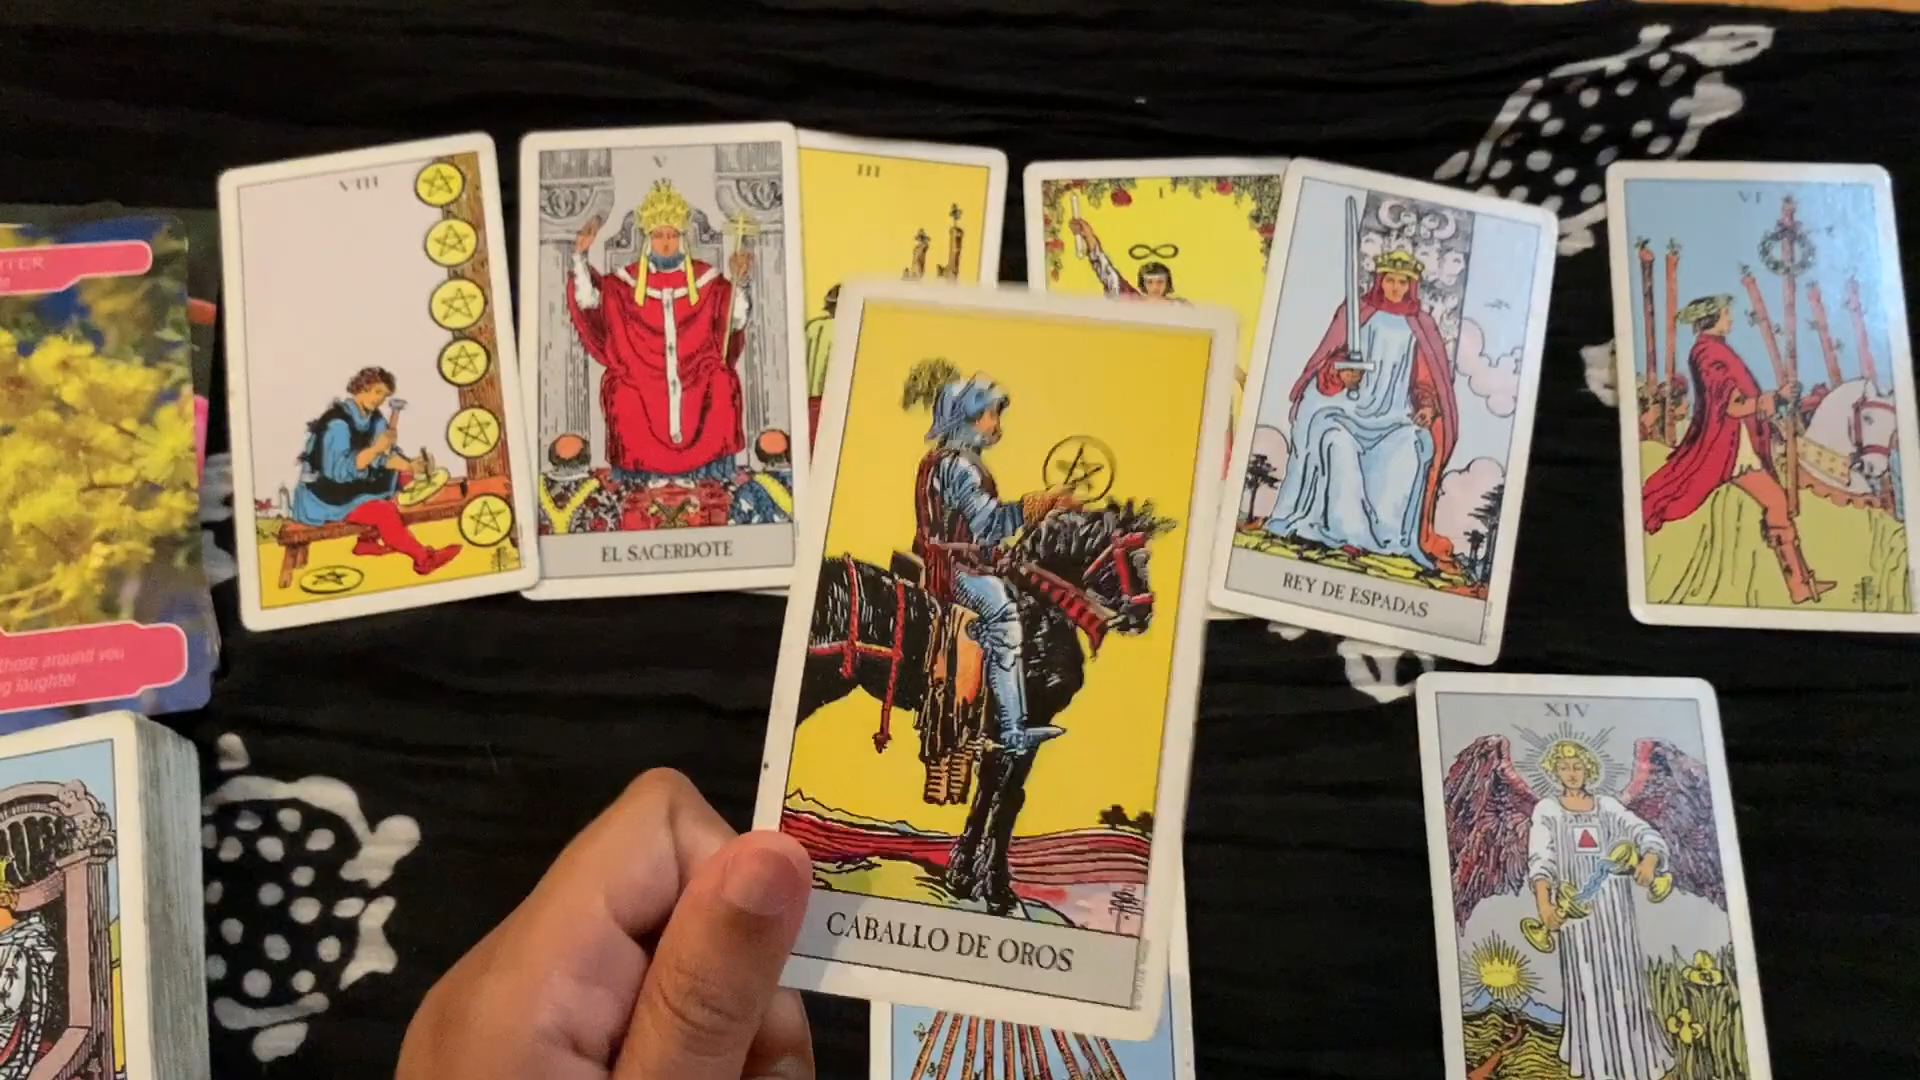 VIII
V
III
I
VI
EL SACERDOTE
REY DE ESPADAS
those around you
laughter
XIV
CABALLO DE OROS